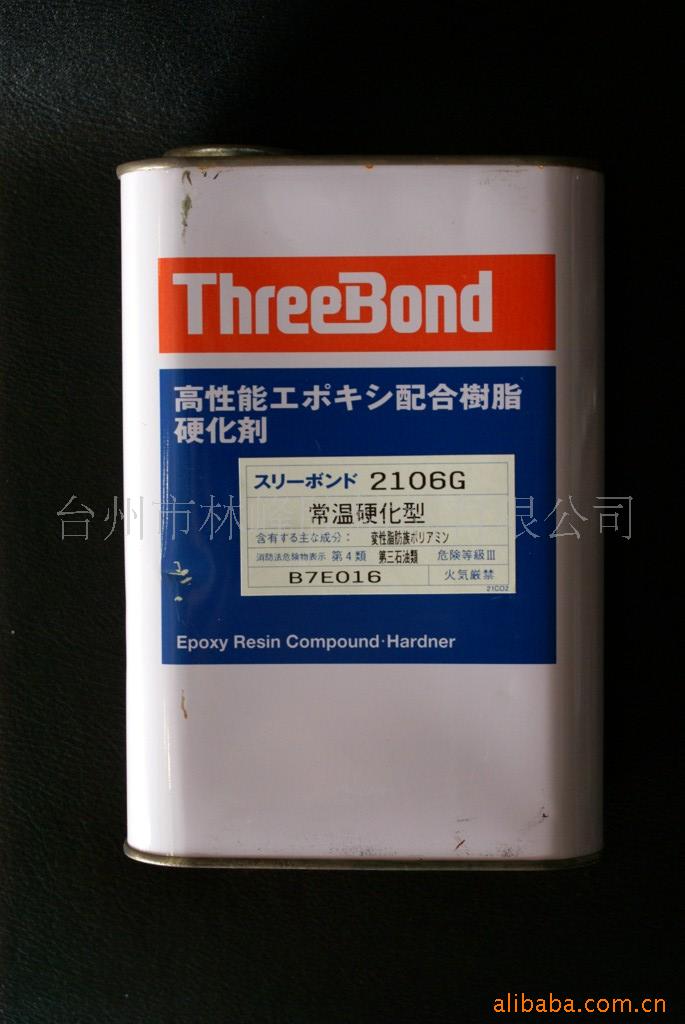 ThreeBond
高性能エポキシ配合樹脂
硬化剤
スリーボンド 2106G
常温硬化型
含有する主な成分： 変性脂肪族ポリアミン
消防法危険物表示 第4類 第三石油類 危険等級III
B7E016 火気厳禁
21CO2
Epoxy Resin Compound·Hardner
台州市林
限公司
alibaba.com.cn